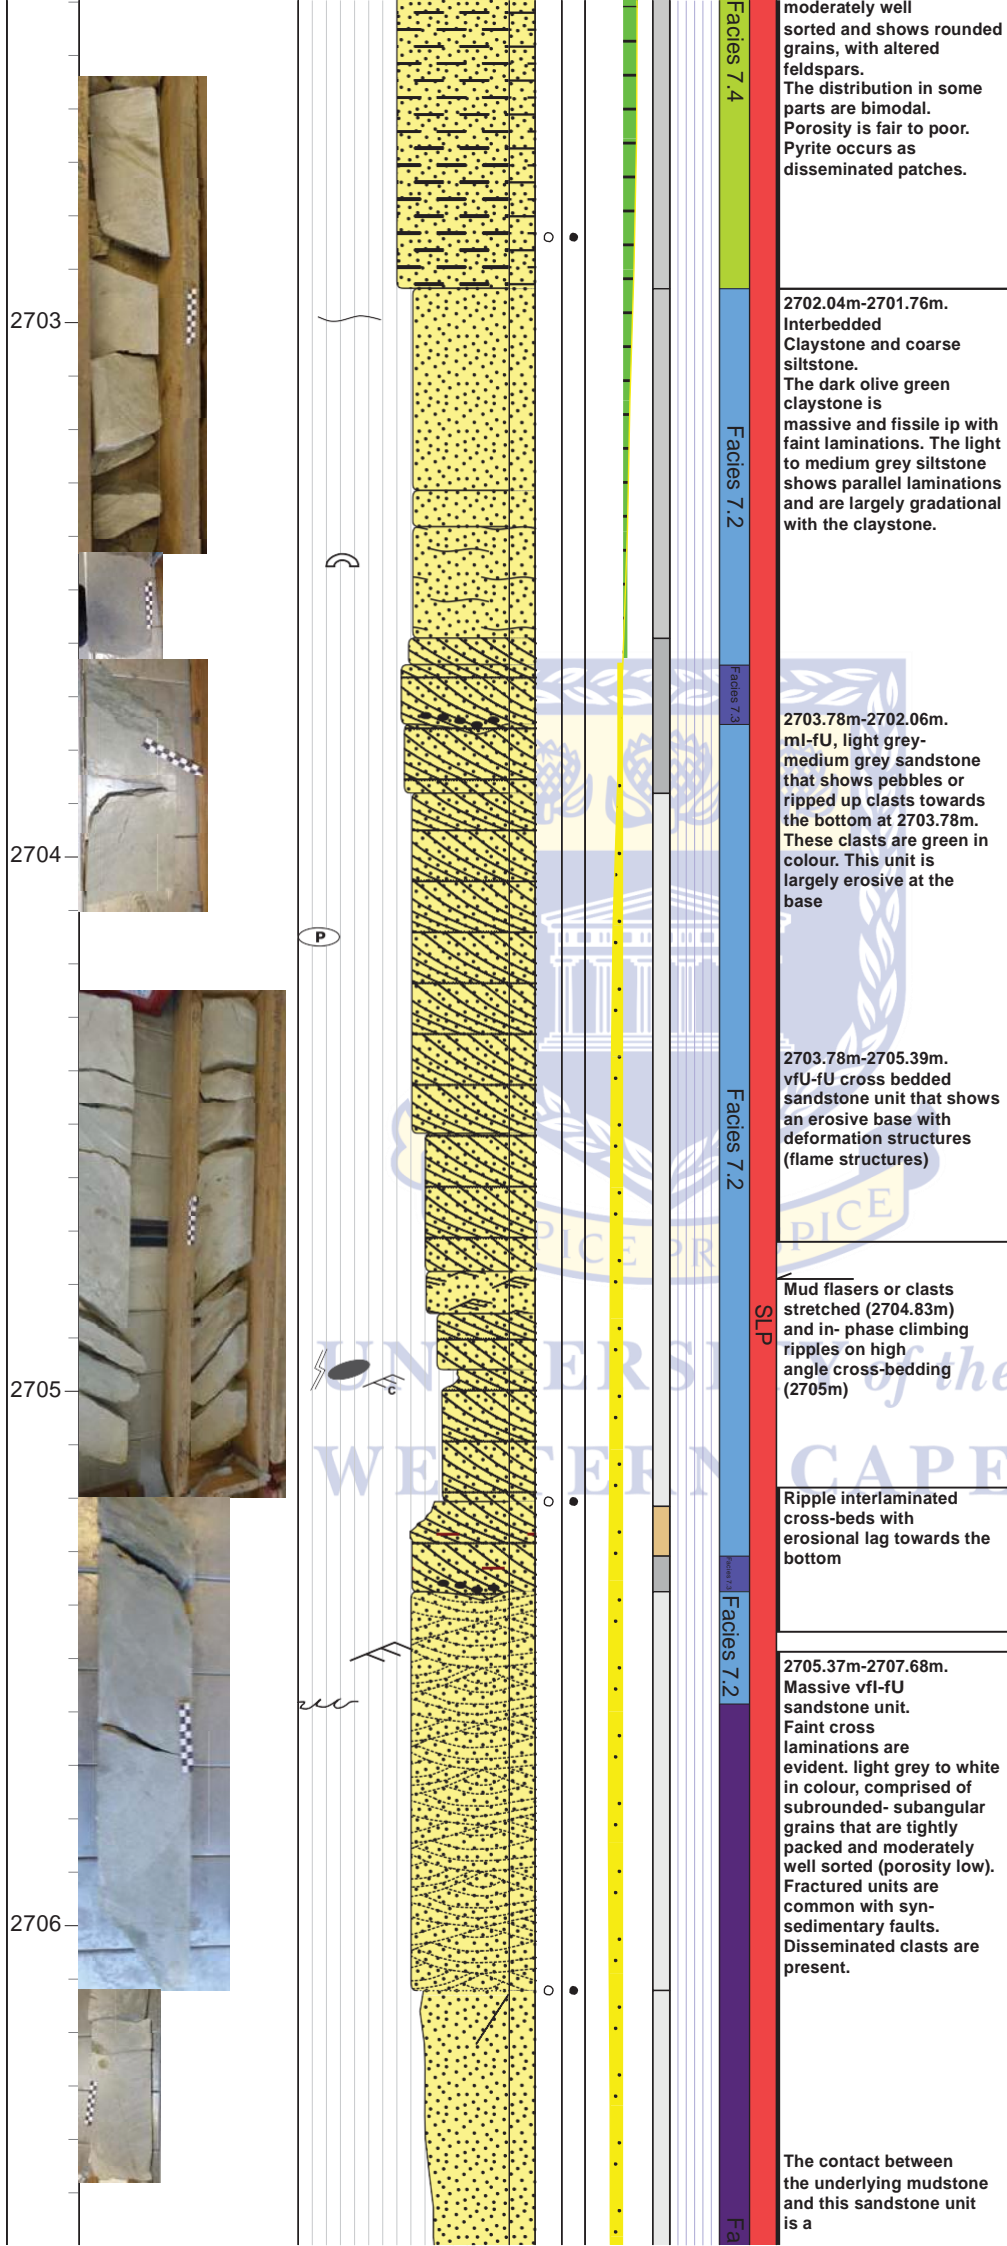 moderately well
sorted and shows rounded
grains, with altered
feldspars.
The distribution in some
parts are bimodal.
Porosity is fair to poor.
Pyrite occurs as
disseminated patches.
Facies 7.4
2703
2702.04m-2701.76m.
Interbedded
Claystone and coarse
siltstone.
The dark olive green
claystone is
massive and fissile ip with
faint laminations. The light
to medium grey siltstone
shows parallel laminations
and are largely gradational
with the claystone.
Facies 7.2
Facies 7.3
2703.78m-2702.06m.
ml-fU, light grey-
medium grey sandstone
that shows pebbles or
ripped up clasts towards
the bottom at 2703.78m.
These clasts are green in
colour. This unit is
largely erosive at the
base
2704
P
2703.78m-2705.39m.
vfU-fU cross bedded
sandstone unit that shows
an erosive base with
deformation structures
(flame structures)
Facies 7.2
SLP
Mud flasers or clasts
stretched (2704.83m)
and in- phase climbing
ripples on high
angle cross-bedding
(2705m)
2705
C
Ripple interlaminated
cross-beds with
erosional lag towards the
bottom
Facies 7.3
Facies 7.2
2705.37m-2707.68m.
Massive vfl-fU
sandstone unit.
Faint cross
laminations are
evident. light grey to white
in colour, comprised of
subrounded- subangular
grains that are tightly
packed and moderately
well sorted (porosity low).
Fractured units are
common with syn-
sedimentary faults.
Disseminated clasts are
present.
2706
The contact between
the underlying mudstone
and this sandstone unit
is a
Fa
UNIVERSITY of the
WESTERN CAPE